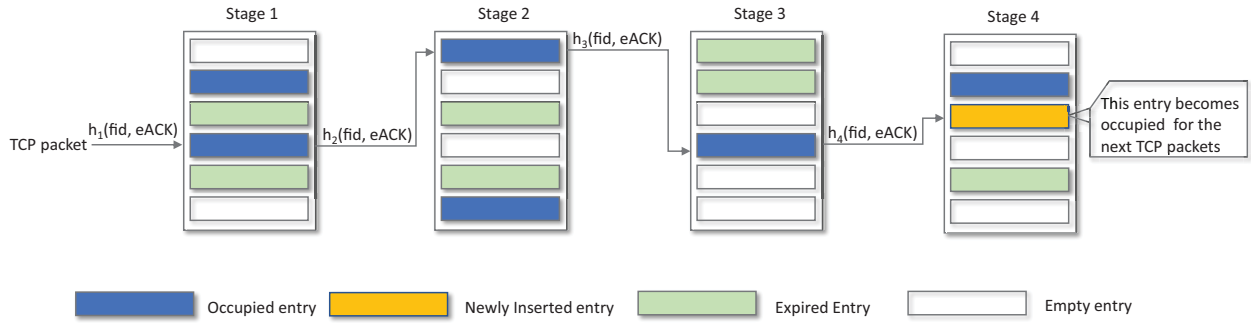 Stage 1
Stage 2
Stage 3
Stage 4
TCP packet
h1(fid, eACK)
h2(fid, eACK)
h3(fid, eACK)
h4(fid, eACK)
This entry becomes
occupied for the
next TCP packets
Occupied entry
Newly Inserted entry
Expired Entry
Empty entry